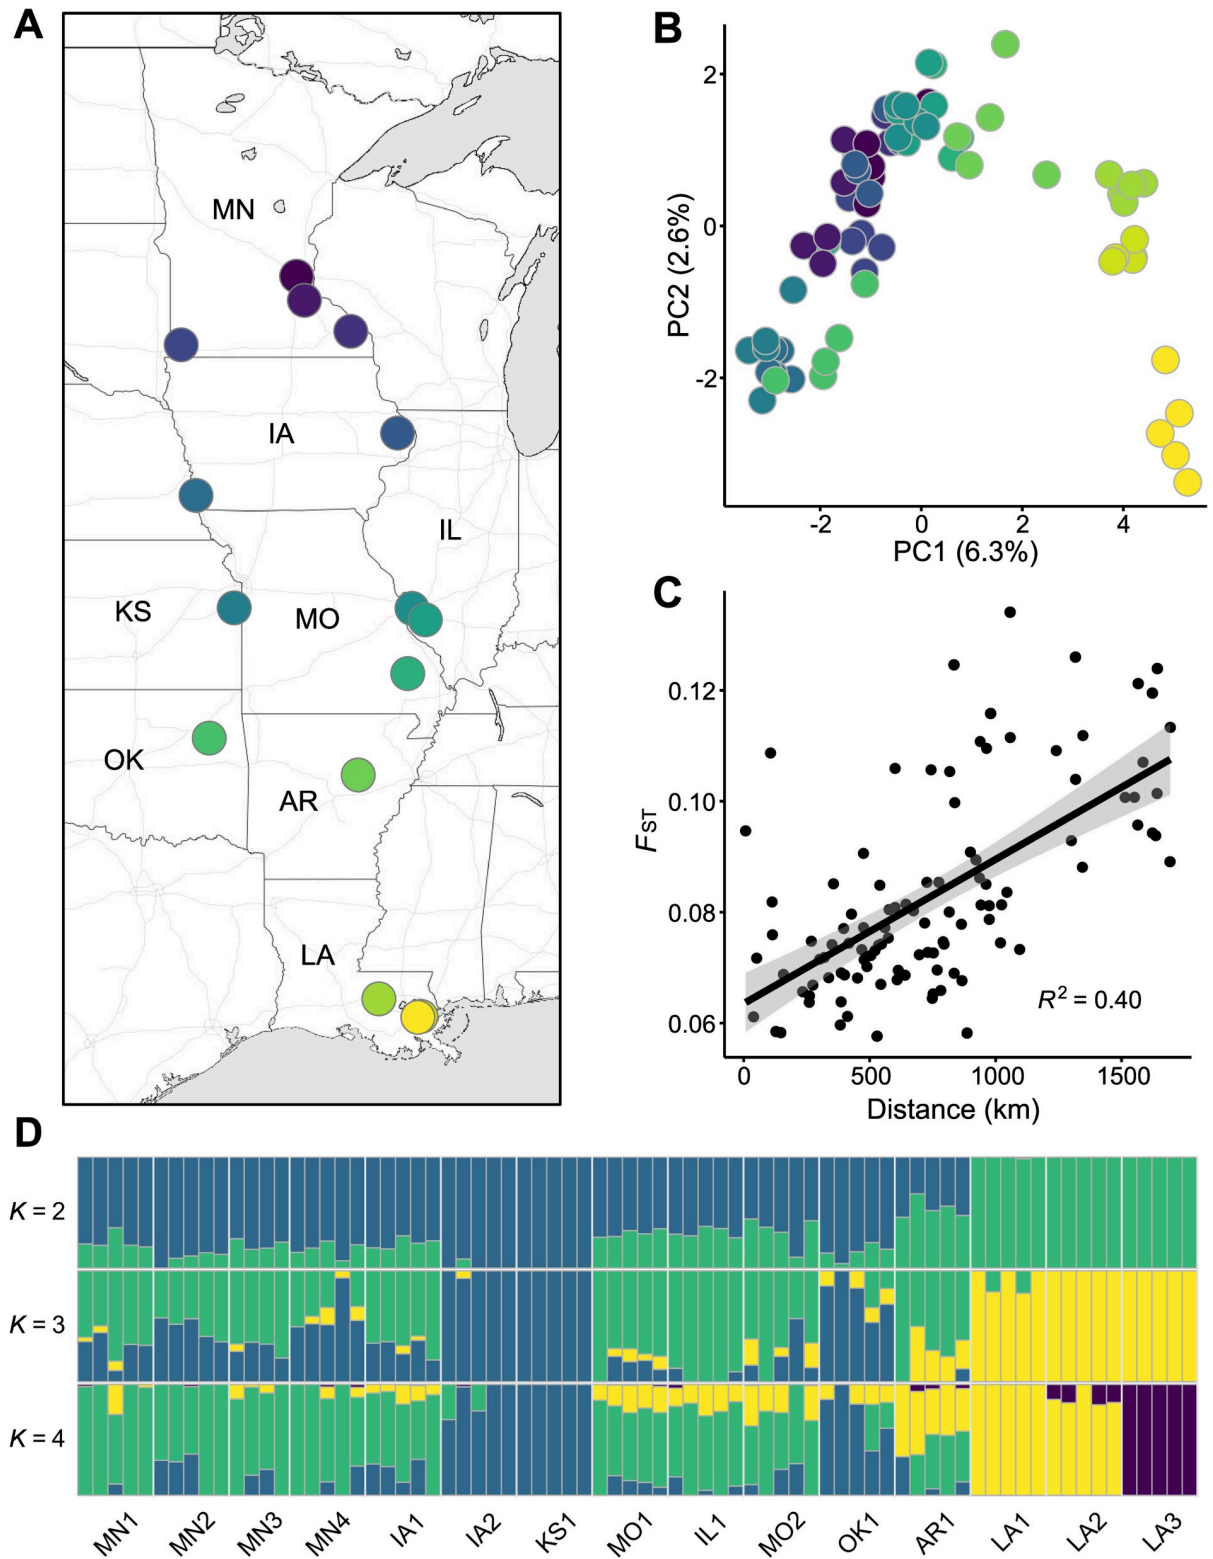 A
MN
IA
IL
KS
MO
OK
AR
LA
B
PC2 (2.6%)
2
0
-2
-2
0
2
4
PC1 (6.3%)
C
FST
0.12
0.10
0.08
0.06
R² = 0.40
0
500
1000
1500
Distance (km)
D
K = 2
K = 3
K = 4
MN1
MN2
MN3
MN4
IA1
IA2
KS1
MO1
IL1
MO2
OK1
AR1
LA1
LA2
LA3